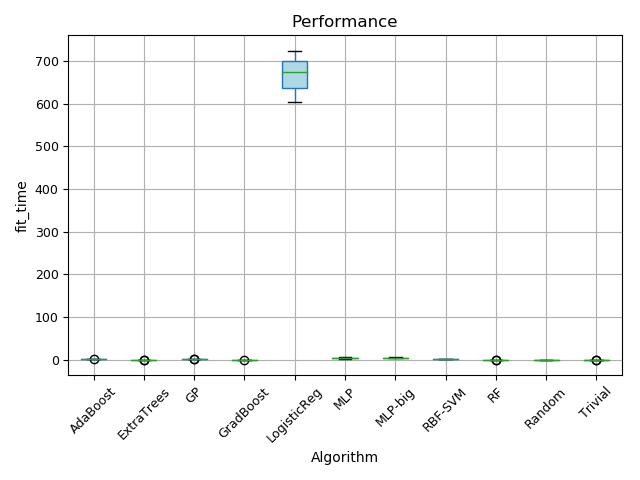 Performance
fit_time
700
600
500
400
300
200
100
0
AdaBoost
ExtraTrees
GP
GradBoost
LogisticReg
MLP
MLP-big
RBF-SVM
RF
Random
Trivial
Algorithm